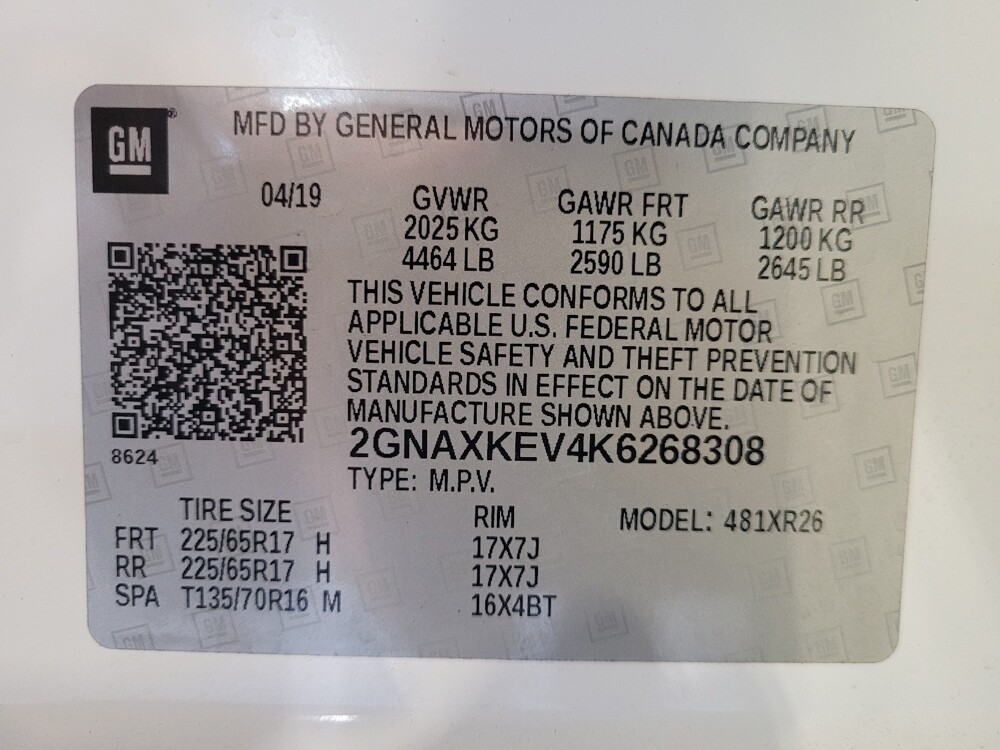 GM
MFD BY GENERAL MOTORS OF CANADA COMPANY
04/19 GVWR GAWR FRT GAWR RR
2025 KG 1175 KG 1200 KG
4464 LB 2590 LB 2645 LB
THIS VEHICLE CONFORMS TO ALL
APPLICABLE U.S. FEDERAL MOTOR
VEHICLE SAFETY AND THEFT PREVENTION
STANDARDS IN EFFECT ON THE DATE OF
MANUFACTURE SHOWN ABOVE.
2GNAXKEV4K6268308
8624
TYPE: M.P.V.
TIRE SIZE RIM MODEL: 481XR26
FRT 225/65R17 H 17X7J
RR 225/65R17 H 17X7J
SPA T135/70R16 M 16X4BT